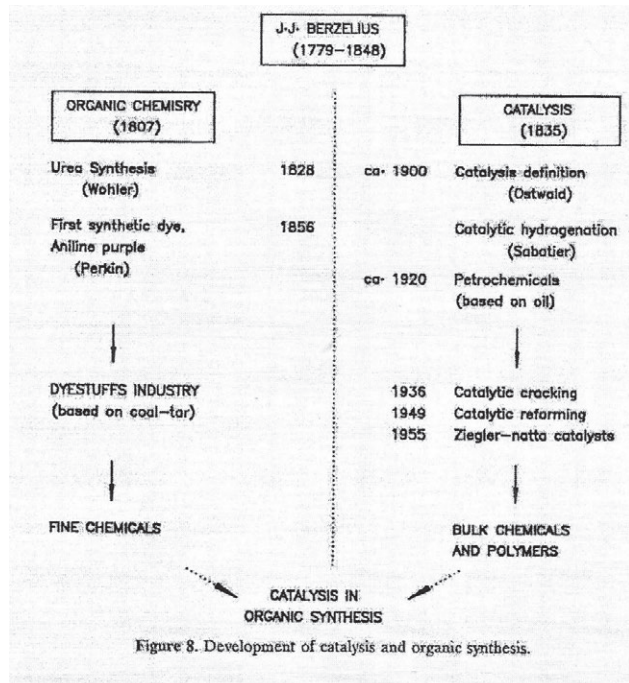 J.J. BERZELIUS
(1779-1848)
ORGANIC CHEMISRY
(1807)
Urea Synthesis 1828
(Wohler)
First synthetic dye, 1856
Aniline purple
(Perkin)
DYESTUFFS INDUSTRY
(based on coal-tar)
FINE CHEMICALS
CATALYSIS
(1835)
ca. 1900 Catalysis definition
(Ostwald)
Catalytic hydrogenation
(Sabatier)
ca. 1920 Petrochemicals
(based on oil)
1936 Catalytic cracking
1949 Catalytic reforming
1955 Ziegler-natta catalysts
BULK CHEMICALS
AND POLYMERS
CATALYSIS IN
ORGANIC SYNTHESIS
Figure 8. Development of catalysis and organic synthesis.